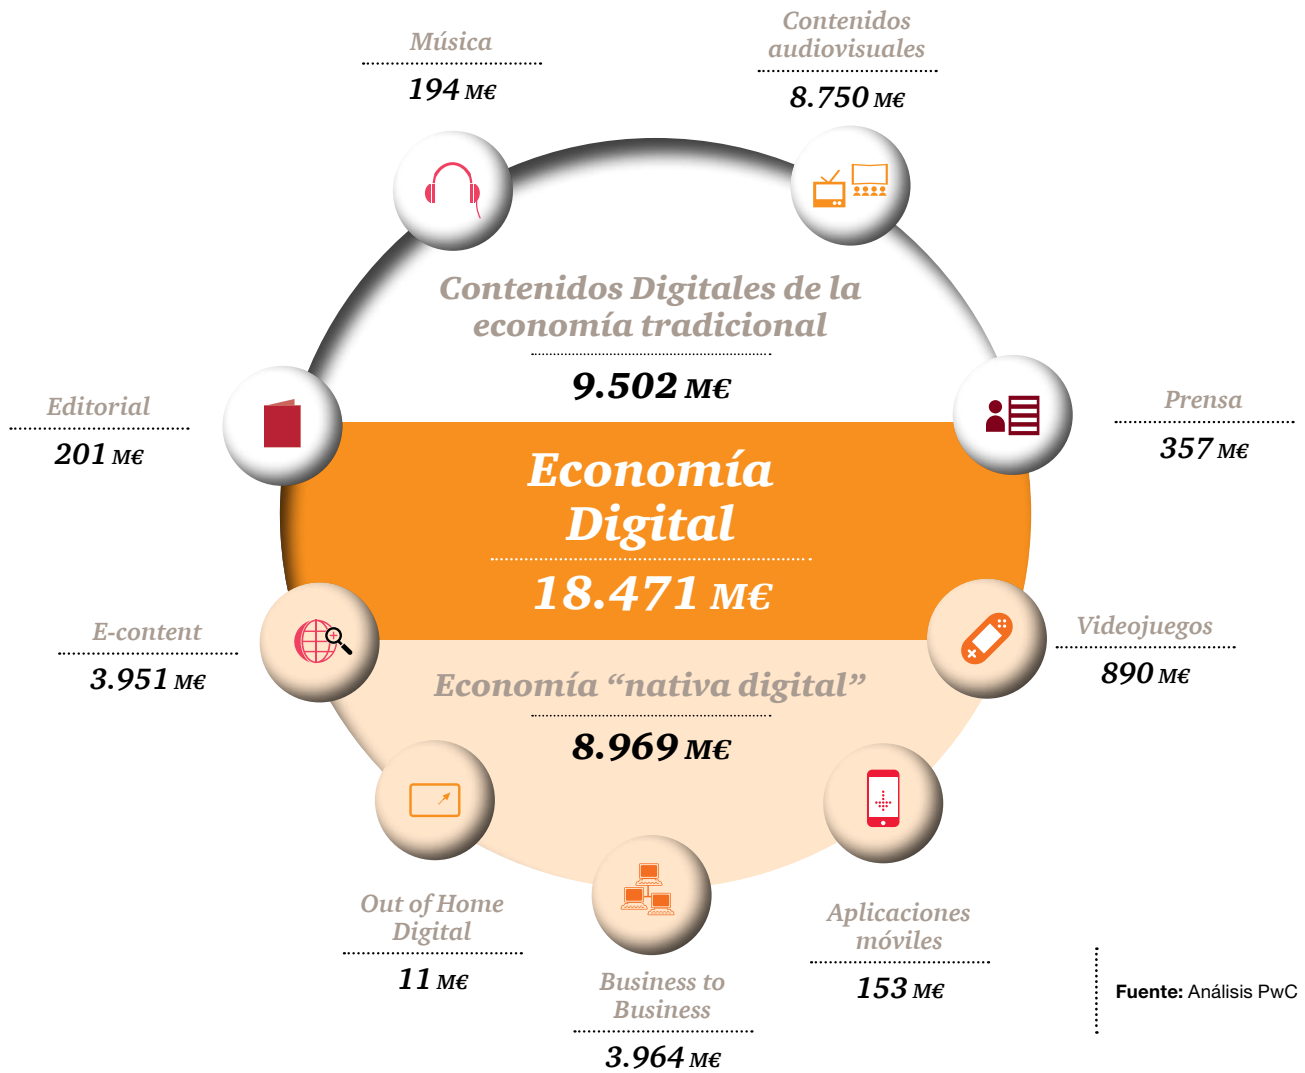 Música
194 M€
Contenidos
audiovisuales
8.750 M€
Contenidos Digitales de la
economía tradicional
9.502 M€
Editorial
201 M€
Prensa
357 M€
Economía
Digital
18.471 M€
E-content
3.951 M€
Videojuegos
890 M€
Economía “nativa digital”
8.969 M€
Out of Home
Digital
11 M€
Business to
Business
3.964 M€
Aplicaciones
móviles
153 M€
Fuente: Análisis PwC